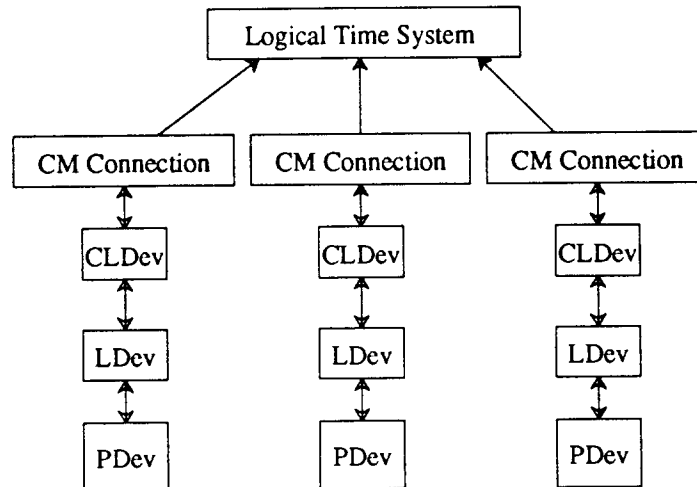 Logical Time System
CM Connection
CM Connection
CM Connection
CLDev
CLDev
CLDev
LDev
LDev
LDev
PDev
PDev
PDev